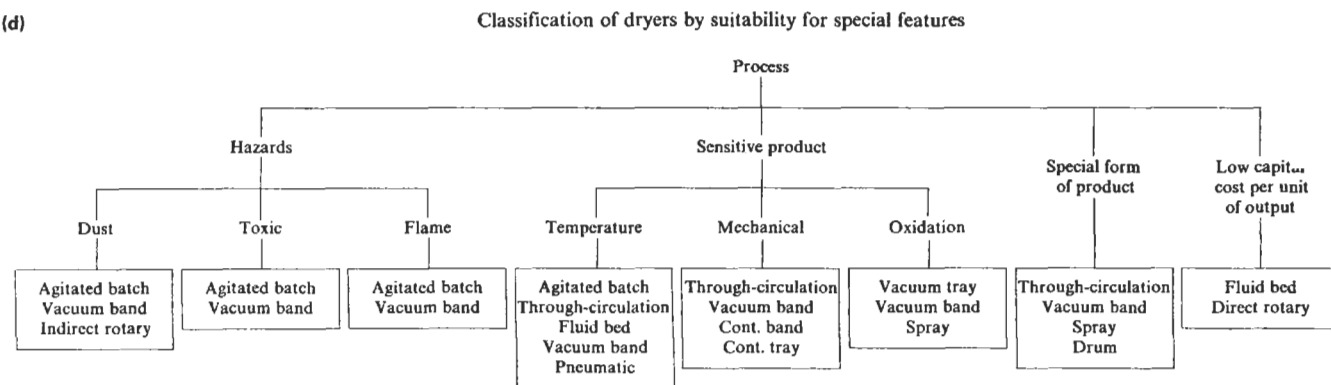 (d)
Classification of dryers by suitability for special features
Process
Hazards
Sensitive product
Special form
of product
Low
cost per unit
of output
Dust
Toxic
Flame
Temperature
Mechanical
Oxidation
Agitated batch
Vacuum band
Indirect rotary
Agitated batch
Vacuum band
Agitated batch
Vacuum band
Agitated batch
Through-circulation
Fluid bed
Vacuum band
Pneumatic
Through-circulation
Vacuum band
Cont. band
Cont. tray
Vacuum tray
Vacuum band
Spray
Through-circulation
Vacuum band
Spray
Drum
Fluid bed
Direct rotary